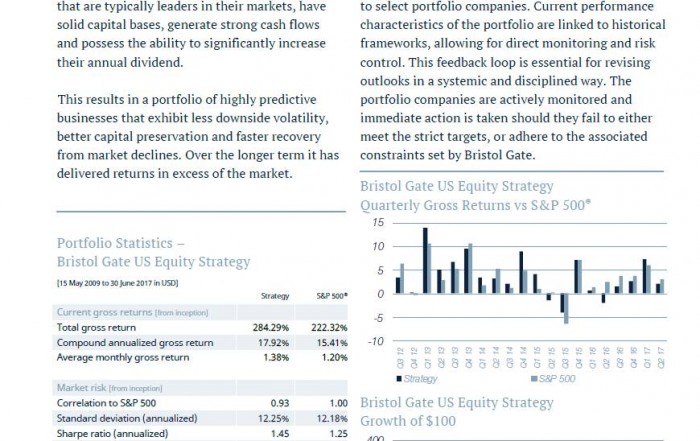 that are typically leaders in their markets, have
solid capital bases, generate strong cash flows
and possess the ability to significantly increase
their annual dividend.
This results in a portfolio of highly predictive
businesses that exhibit less downside volatility,
better capital preservation and faster recovery
from market declines. Over the longer term it has
delivered returns in excess of the market.
Portfolio Statistics –
Bristol Gate US Equity Strategy
[15 May 2009 to 30 June 2017 in USD]
Strategy S&P 500®
Current gross returns [from inception]
Total gross return 284.29% 222.32%
Compound annualized gross return 17.92% 15.41%
Average monthly gross return 1.38% 1.20%
Market risk [from inception]
Correlation to S&P 500 0.93 1.00
Standard deviation (annualized) 12.25% 12.18%
Sharpe ratio (annualized) 1.45 1.25
to select portfolio companies. Current performance
characteristics of the portfolio are linked to historical
frameworks, allowing for direct monitoring and risk
control. This feedback loop is essential for revising
outlooks in a systemic and disciplined way. The
portfolio companies are actively monitored and
immediate action is taken should they fail to either
meet the strict targets, or adhere to the associated
constraints set by Bristol Gate.
Bristol Gate US Equity Strategy
Quarterly Gross Returns vs S&P 500®
15
10
5
0
-5
-10
Q3 12
Q4 12
Q1 13
Q2 13
Q3 13
Q4 13
Q1 14
Q2 14
Q3 14
Q4 14
Q1 15
Q2 15
Q3 15
Q4 15
Q1 16
Q2 16
Q3 16
Q4 16
Q1 17
Q2 17
Strategy S&P 500
Bristol Gate US Equity Strategy
Growth of $100
400